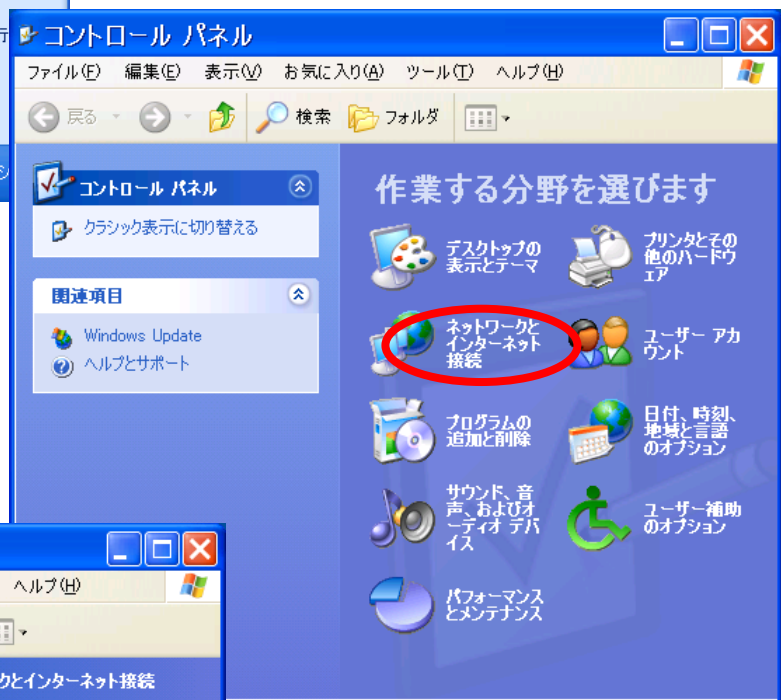 行
コントロール パネル
ファイル(F) 編集(E) 表示(V) お気に入り(A) ツール(T) ヘルプ(H)
戻る 検索 フォルダ
コントロール パネル
クラシック表示に切り替える
関連項目
Windows Update
ヘルプとサポート
作業する分野を選びます
デスクトップの
表示とテーマ
プリンタとその
他のハードウ
ェア
ネットワークと
インターネット
接続
ユーザー アカ
ウント
プログラムの
追加と削除
日付、時刻、
地域と言語
のオプション
サウンド、音
声、およびオ
ーディオ デバ
イス
ユーザー補助
のオプション
パフォーマンス
とメンテナンス
ヘルプ(H)
クとインターネット接続